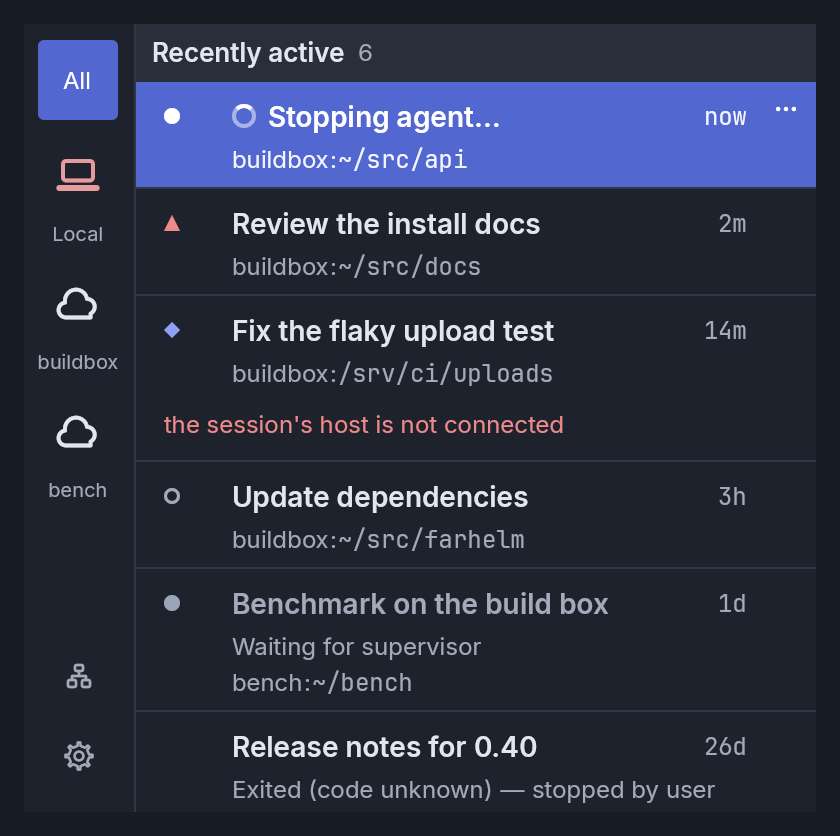 All
Local
buildbox
bench
Recently active 6
Stopping agent… now
buildbox:~/src/api
Review the install docs 2m
buildbox:~/src/docs
Fix the flaky upload test 14m
buildbox:/srv/ci/uploads
the session's host is not connected
Update dependencies 3h
buildbox:~/src/farhelm
Benchmark on the build box 1d
Waiting for supervisor
bench:~/bench
Release notes for 0.40 26d
Exited (code unknown) — stopped by user